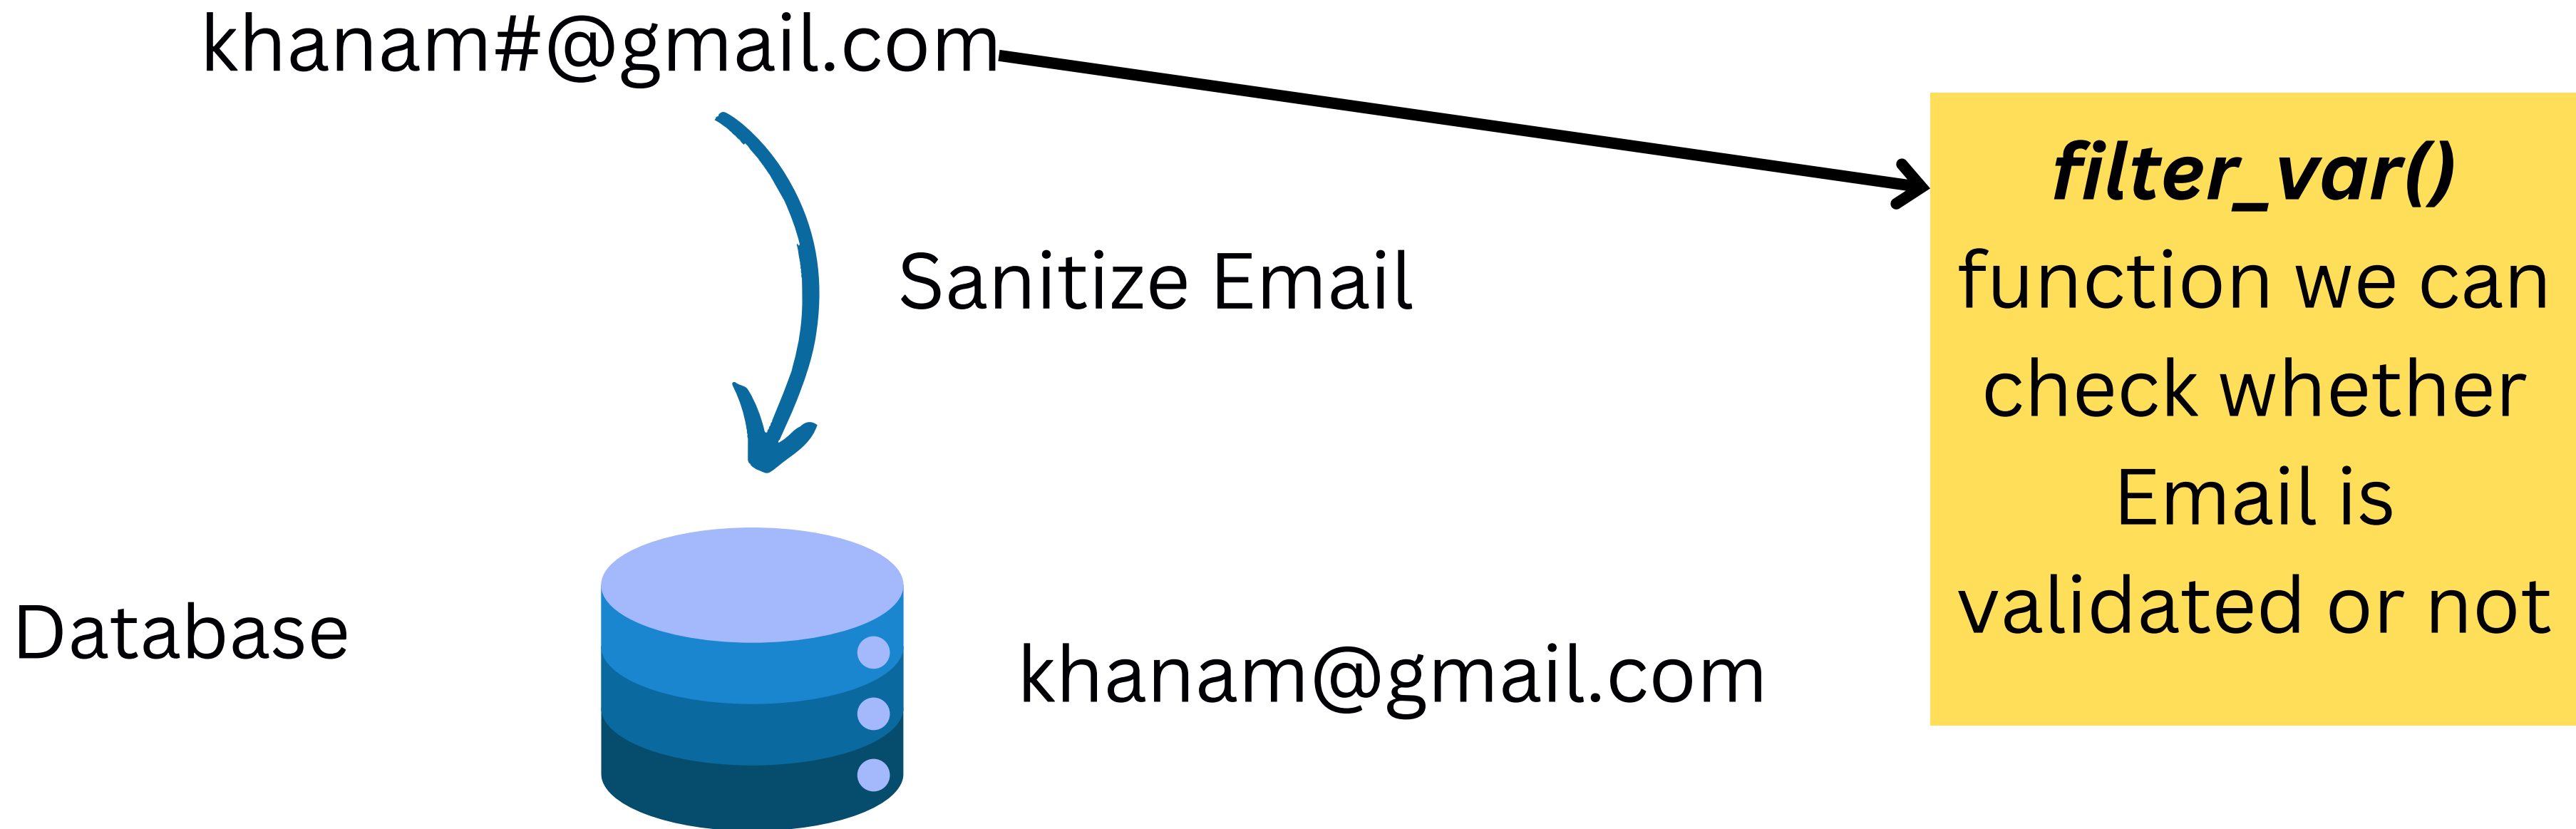 khanam#@gmail.com
Sanitize Email
Database
khanam@gmail.com
filter_var()
function we can
check whether
Email is
validated or not